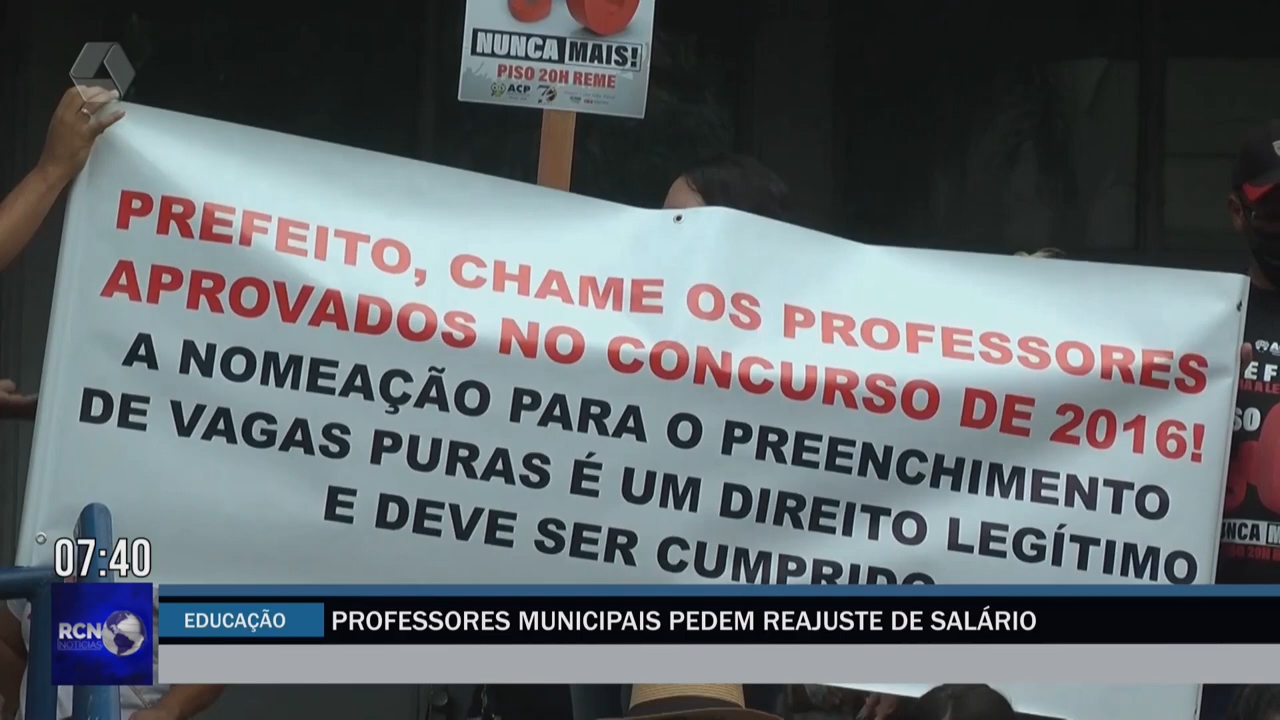 NUNCA MAIS!
PISO 20H REME
ACP
PREFEITO, CHAME OS PROFESSORES
APROVADOS NO CONCURSO DE 2016!
A NOMEAÇÃO PARA O PREENCHIMENTO
DE VAGAS PURAS É UM DIREITO LEGÍTIMO
E DEVE SER CUMPRIDO
07:40
RCN
NOTÍCIAS
EDUCAÇÃO
PROFESSORES MUNICIPAIS PEDEM REAJUSTE DE SALÁRIO